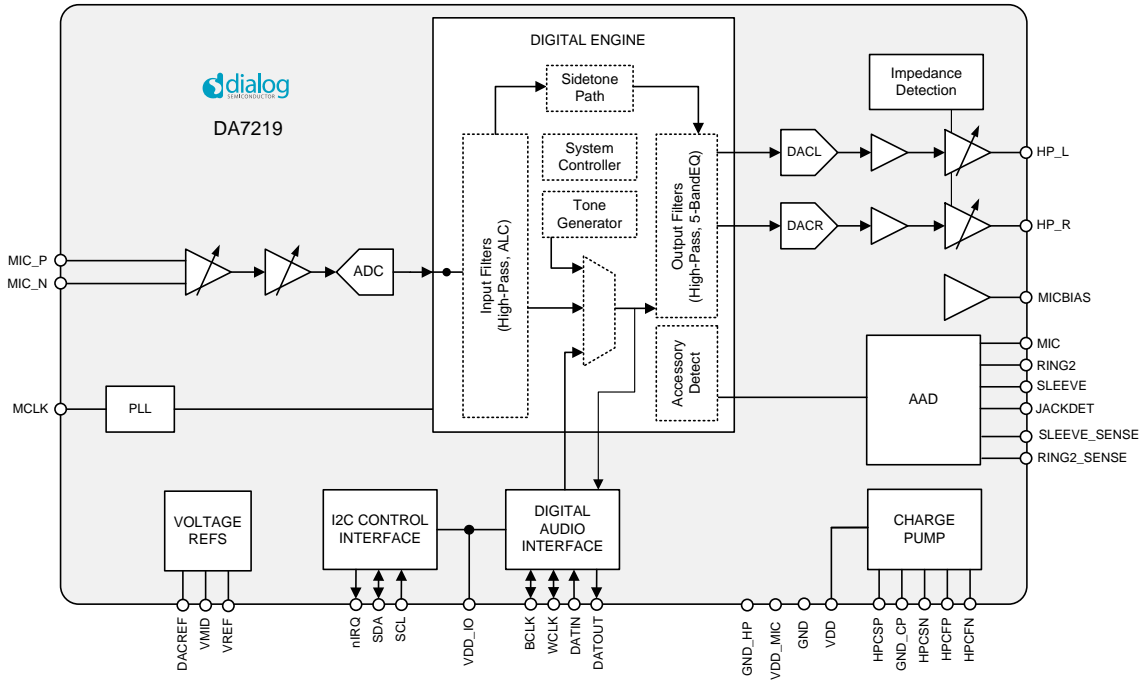 DIGITAL ENGINE
dialog
SEMICONDUCTOR
DA7219
Sidetone
Path
System
Controller
Tone
Generator
Input Filters
(High-Pass, ALC)
Output Filters
(High-Pass, 5-BandEQ)
Accessory
Detect
Impedance
Detection
DACL
DACR
HP_L
HP_R
MIC_P
MIC_N
ADC
MICBIAS
MCLK
PLL
AAD
MIC
RING2
SLEEVE
JACKDET
SLEEVE_SENSE
RING2_SENSE
VOLTAGE
REFS
I2C CONTROL
INTERFACE
DIGITAL
AUDIO
INTERFACE
CHARGE
PUMP
DACREF
VMID
VREF
nIRQ
SDA
SCL
VDD_IO
BCLK
WCLK
DATIN
DATOUT
GND_HP
VDD_MIC
GND
VDD
HPCSP
GND_CP
HPCSN
HPCFP
HPCFN